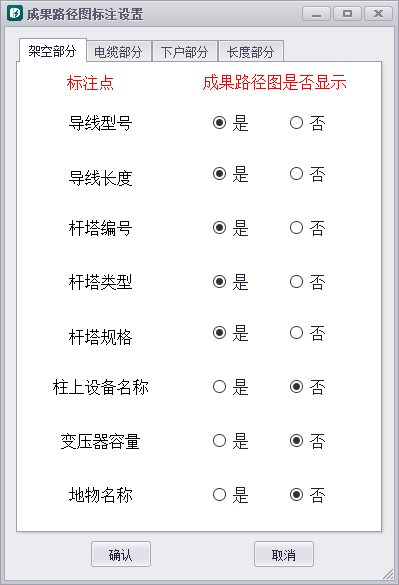 成果路径图标注设置
架空部分 电缆部分 下户部分 长度部分
标注点 成果路径图是否显示
导线型号 是 否
导线长度 是 否
杆塔编号 是 否
杆塔类型 是 否
杆塔规格 是 否
柱上设备名称 是 否
变压器容量 是 否
地物名称 是 否
确认 取消